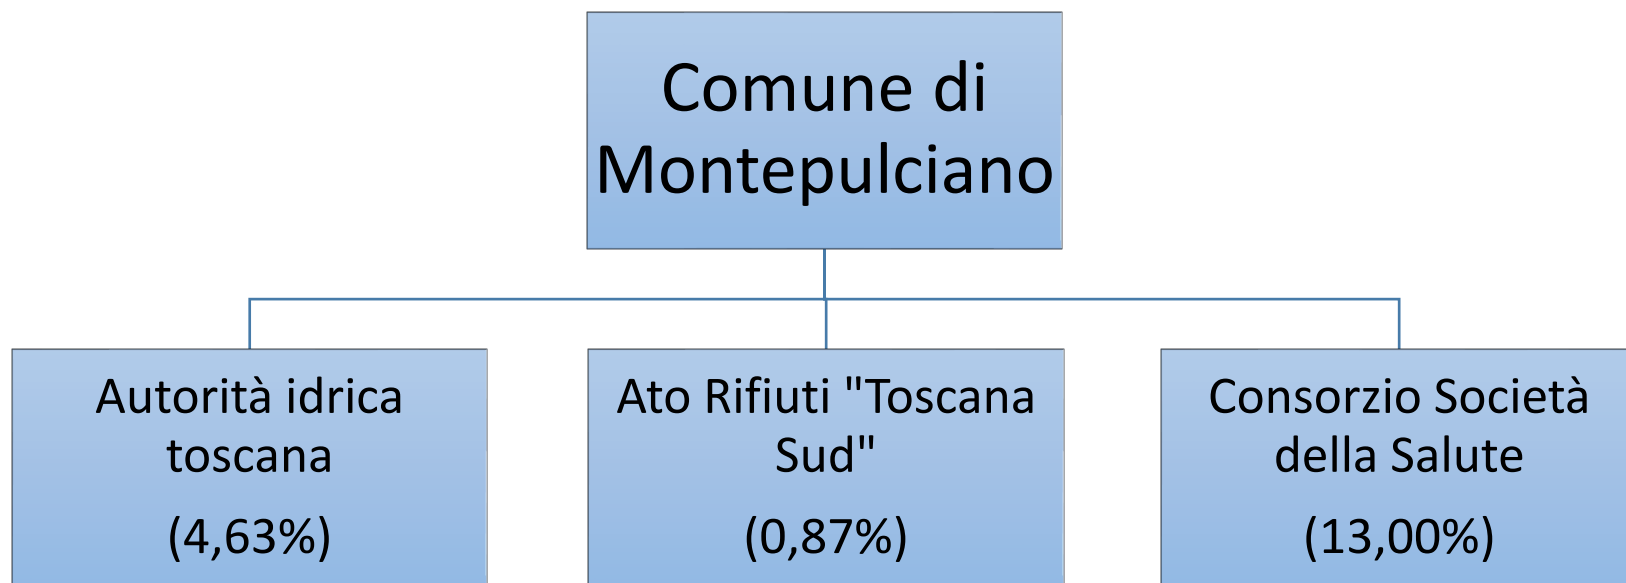 Comune di
Montepulciano
Autorità idrica
toscana
(4,63%)
Ato Rifiuti "Toscana
Sud"
(0,87%)
Consorzio Società
della Salute
(13,00%)